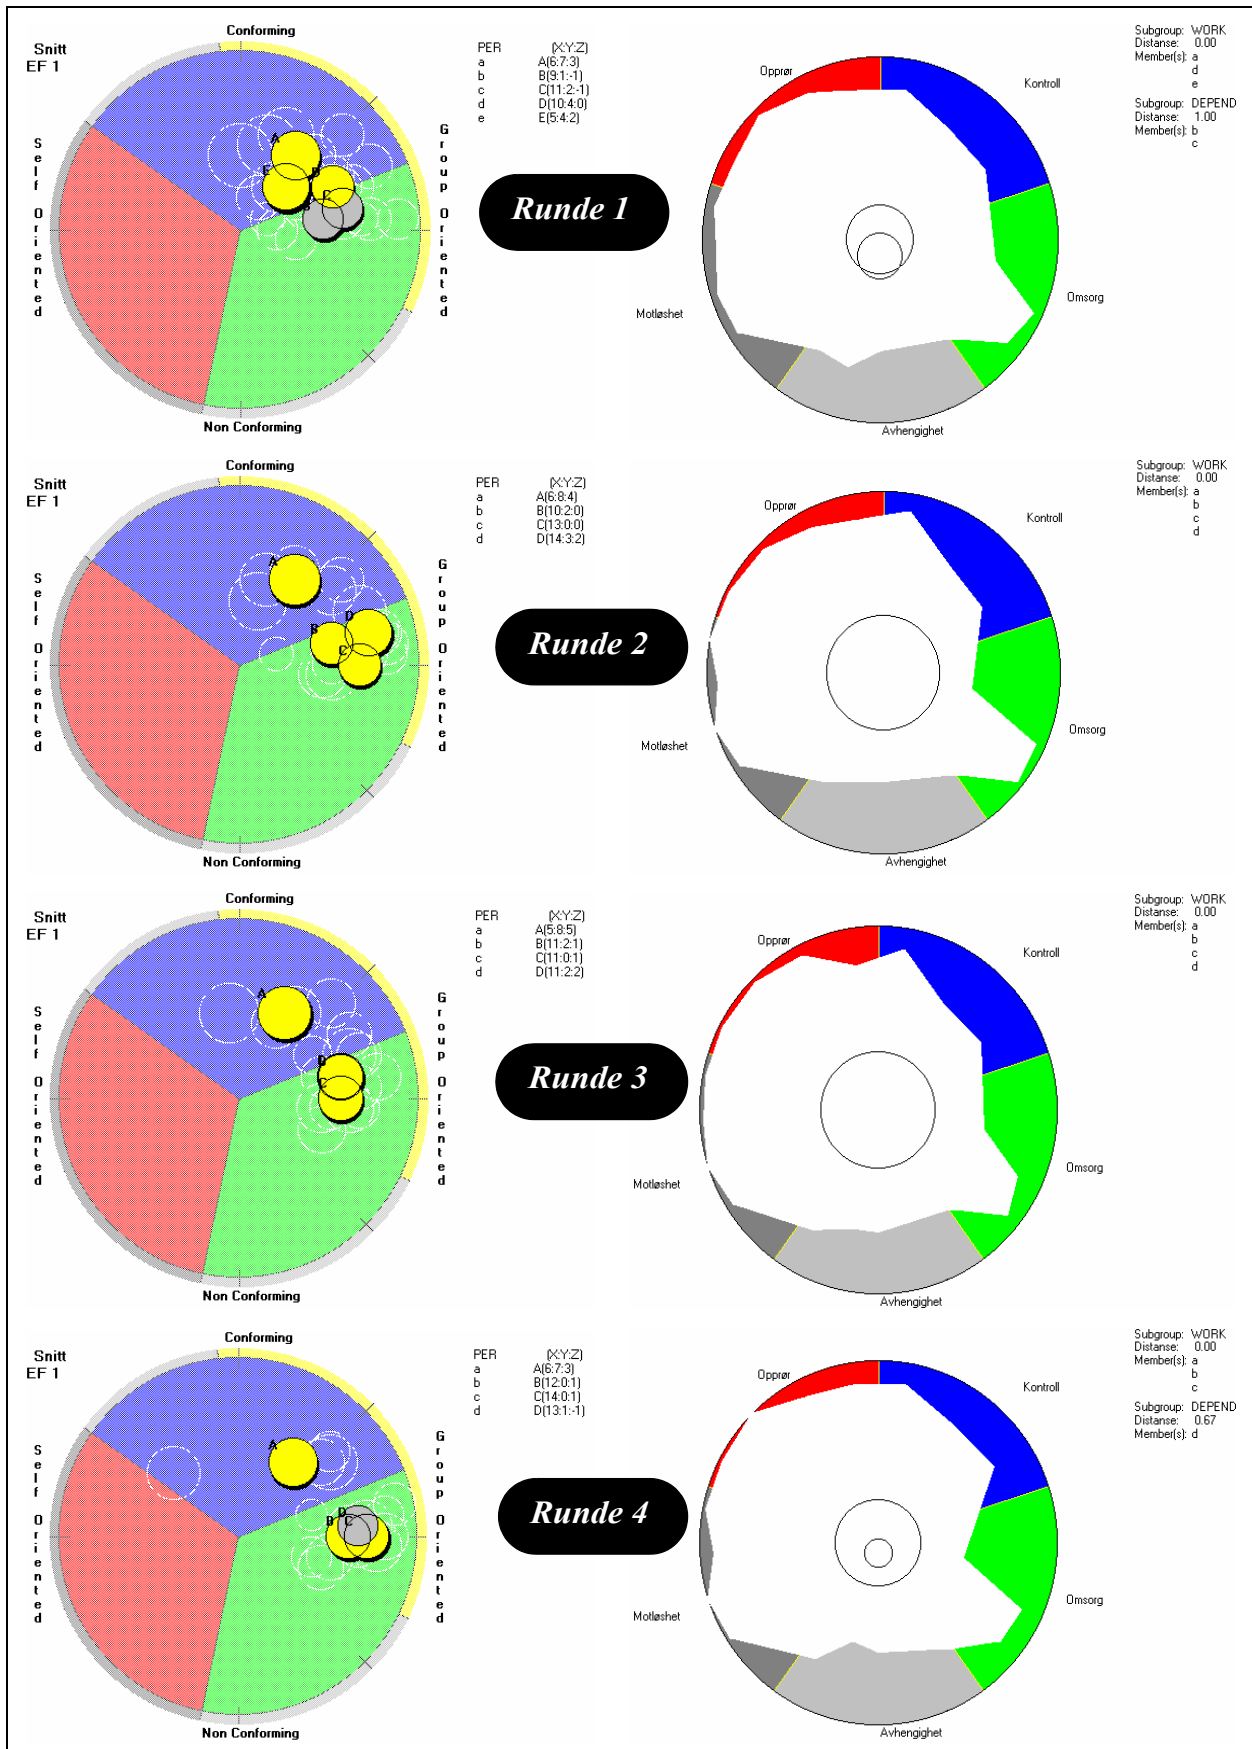 Conforming
Snitt
EF 1
Self Oriented
Group Oriented
A
E
B
C
Non Conforming
PER (X:Y:Z)
a A(6:7:3)
b B(9:1:-1)
c C(11:2:-1)
d D(10:4:0)
e E(5:4:2)
Runde 1
Opprør
Kontroll
Omsorg
Avhengighet
Motløshet
Subgroup: WORK
Distanse: 0.00
Member(s): a
d
e
Subgroup: DEPEND
Distanse: 1.00
Member(s): b
c
Conforming
Snitt
EF 1
Self Oriented
Group Oriented
A
D
B
C
Non Conforming
PER (X:Y:Z)
a A(6:8:4)
b B(10:2:0)
c C(13:0:0)
d D(14:3:2)
Runde 2
Opprør
Kontroll
Omsorg
Avhengighet
Motløshet
Subgroup: WORK
Distanse: 0.00
Member(s): a
b
c
d
Conforming
Snitt
EF 1
Self Oriented
Group Oriented
A
D
C
Non Conforming
PER (X:Y:Z)
a A(5:8:5)
b B(11:2:1)
c C(11:0:1)
d D(11:2:2)
Runde 3
Opprør
Kontroll
Omsorg
Avhengighet
Motløshet
Subgroup: WORK
Distanse: 0.00
Member(s): a
b
c
d
Conforming
Snitt
EF 1
Self Oriented
Group Oriented
A
D
B
C
Non Conforming
PER (X:Y:Z)
a A(6:7:3)
b B(12:0:1)
c C(14:0:1)
d D(13:1:-1)
Runde 4
Opprør
Kontroll
Omsorg
Avhengighet
Motløshet
Subgroup: WORK
Distanse: 0.00
Member(s): a
b
c
Subgroup: DEPEND
Distanse: 0.67
Member(s): d